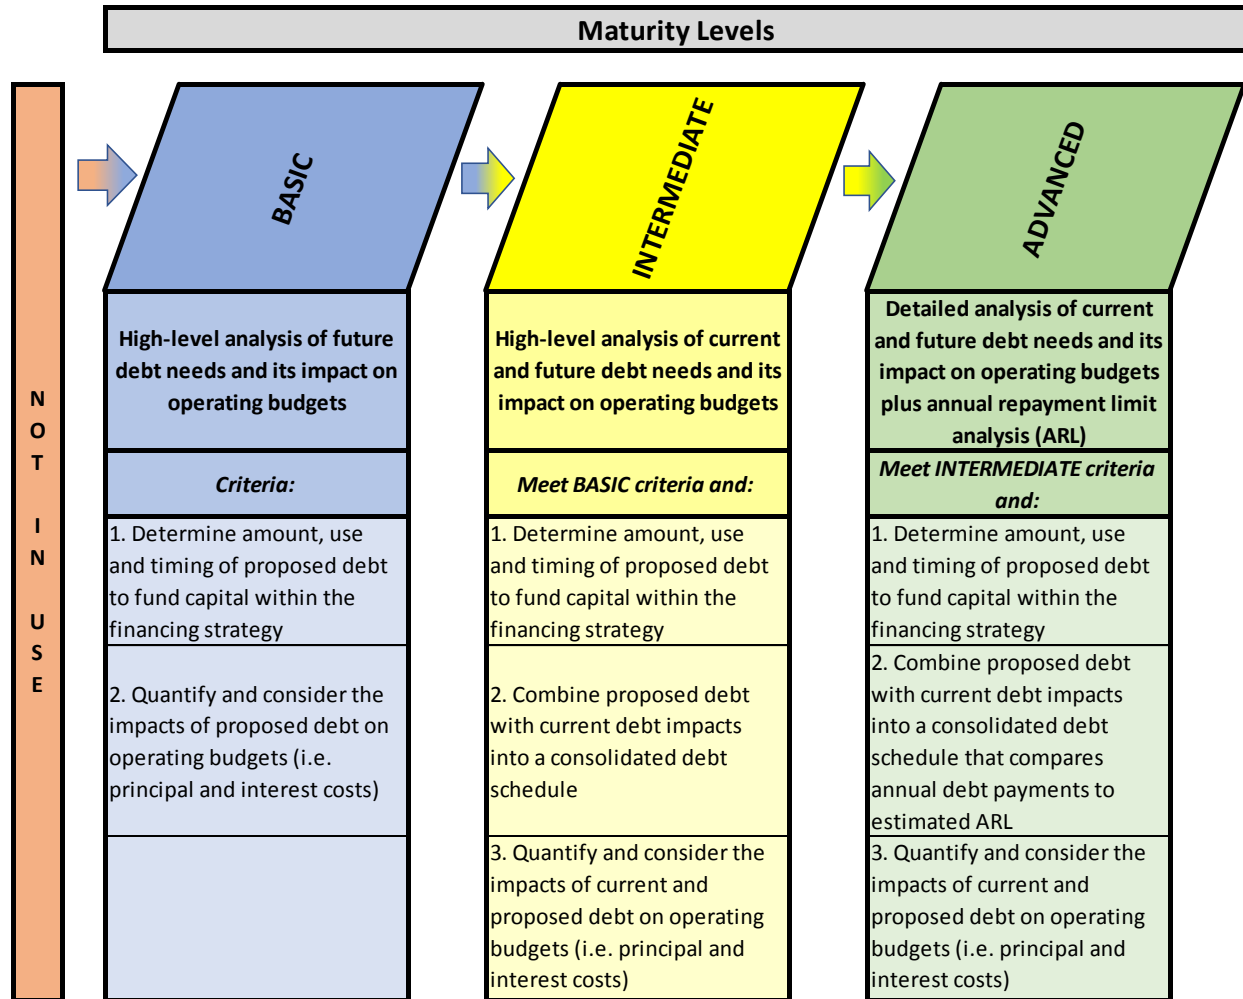 Maturity Levels
NOT IN USE
BASIC
High-level analysis of future
debt needs and its impact on
operating budgets
Criteria:
1. Determine amount, use
and timing of proposed debt
to fund capital within the
financing strategy
2. Quantify and consider the
impacts of proposed debt on
operating budgets (i.e.
principal and interest costs)
INTERMEDIATE
High-level analysis of current
and future debt needs and its
impact on operating budgets
Meet BASIC criteria and:
1. Determine amount, use
and timing of proposed debt
to fund capital within the
financing strategy
2. Combine proposed debt
with current debt impacts
into a consolidated debt
schedule
3. Quantify and consider the
impacts of current and
proposed debt on operating
budgets (i.e. principal and
interest costs)
ADVANCED
Detailed analysis of current
and future debt needs and its
impact on operating budgets
plus annual repayment limit
analysis (ARL)
Meet INTERMEDIATE criteria
and:
1. Determine amount, use
and timing of proposed debt
to fund capital within the
financing strategy
2. Combine proposed debt
with current debt impacts
into a consolidated debt
schedule that compares
annual debt payments to
estimated ARL
3. Quantify and consider the
impacts of current and
proposed debt on operating
budgets (i.e. principal and
interest costs)